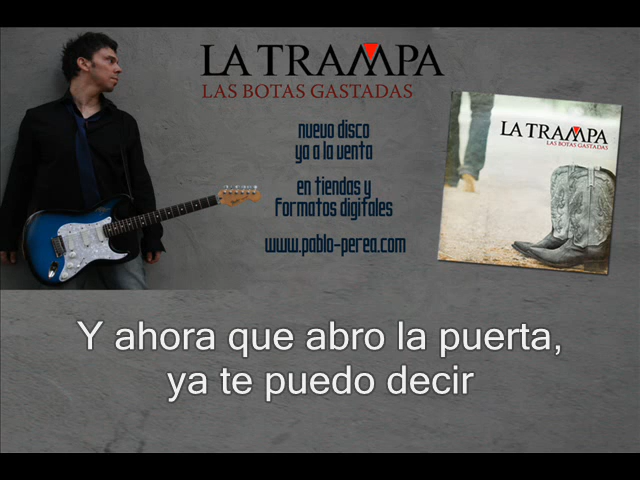 LA TRAMPA
LAS BOTAS GASTADAS
nuevo disco
ya a la venta
en tiendas y
formatos digitales
www.pablo-perea.com
LA TRAMPA
LAS BOTAS GASTADAS
Y ahora que abro la puerta,
ya te puedo decir